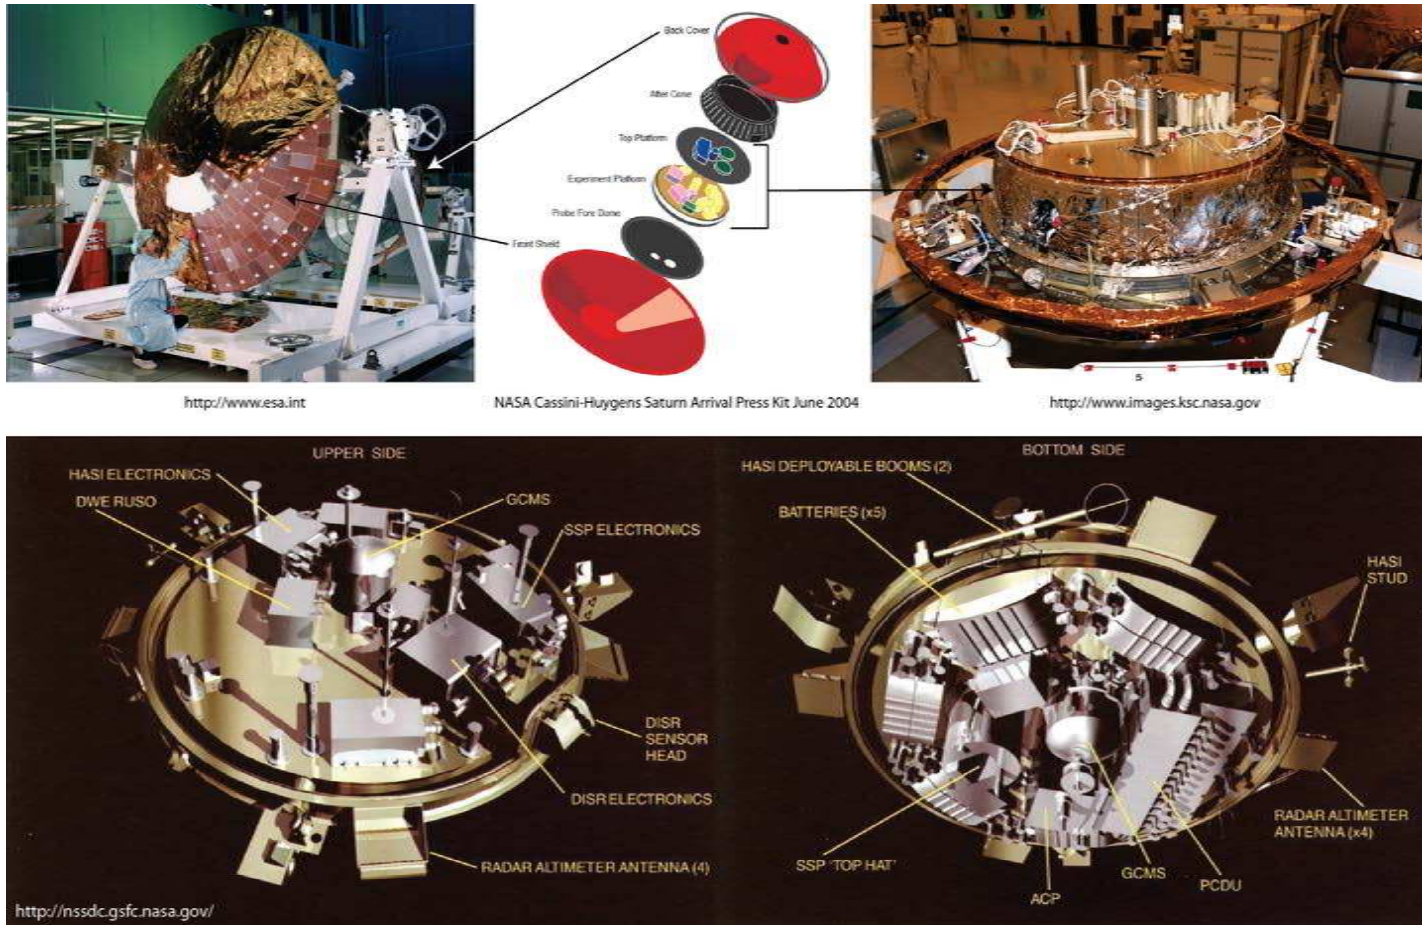 Back Cover
After Cone
Top Platform
Experiment Platform
Probe Fore Dome
Front Shield
5
http://www.esa.int
NASA Cassini-Huygens Saturn Arrival Press Kit June 2004
http://www.images.ksc.nasa.gov
UPPER SIDE
HASI ELECTRONICS
DWE RUSO
GCMS
SSP ELECTRONICS
DISR
SENSOR
HEAD
DISR ELECTRONICS
RADAR ALTIMETER ANTENNA (4)
http://nssdc.gsfc.nasa.gov/
BOTTOM SIDE
HASI DEPLOYABLE BOOMS (2)
BATTERIES (x5)
HASI
STUD
RADAR ALTIMETER
ANTENNA (x4)
SSP 'TOP HAT'
GCMS
PCDU
ACP